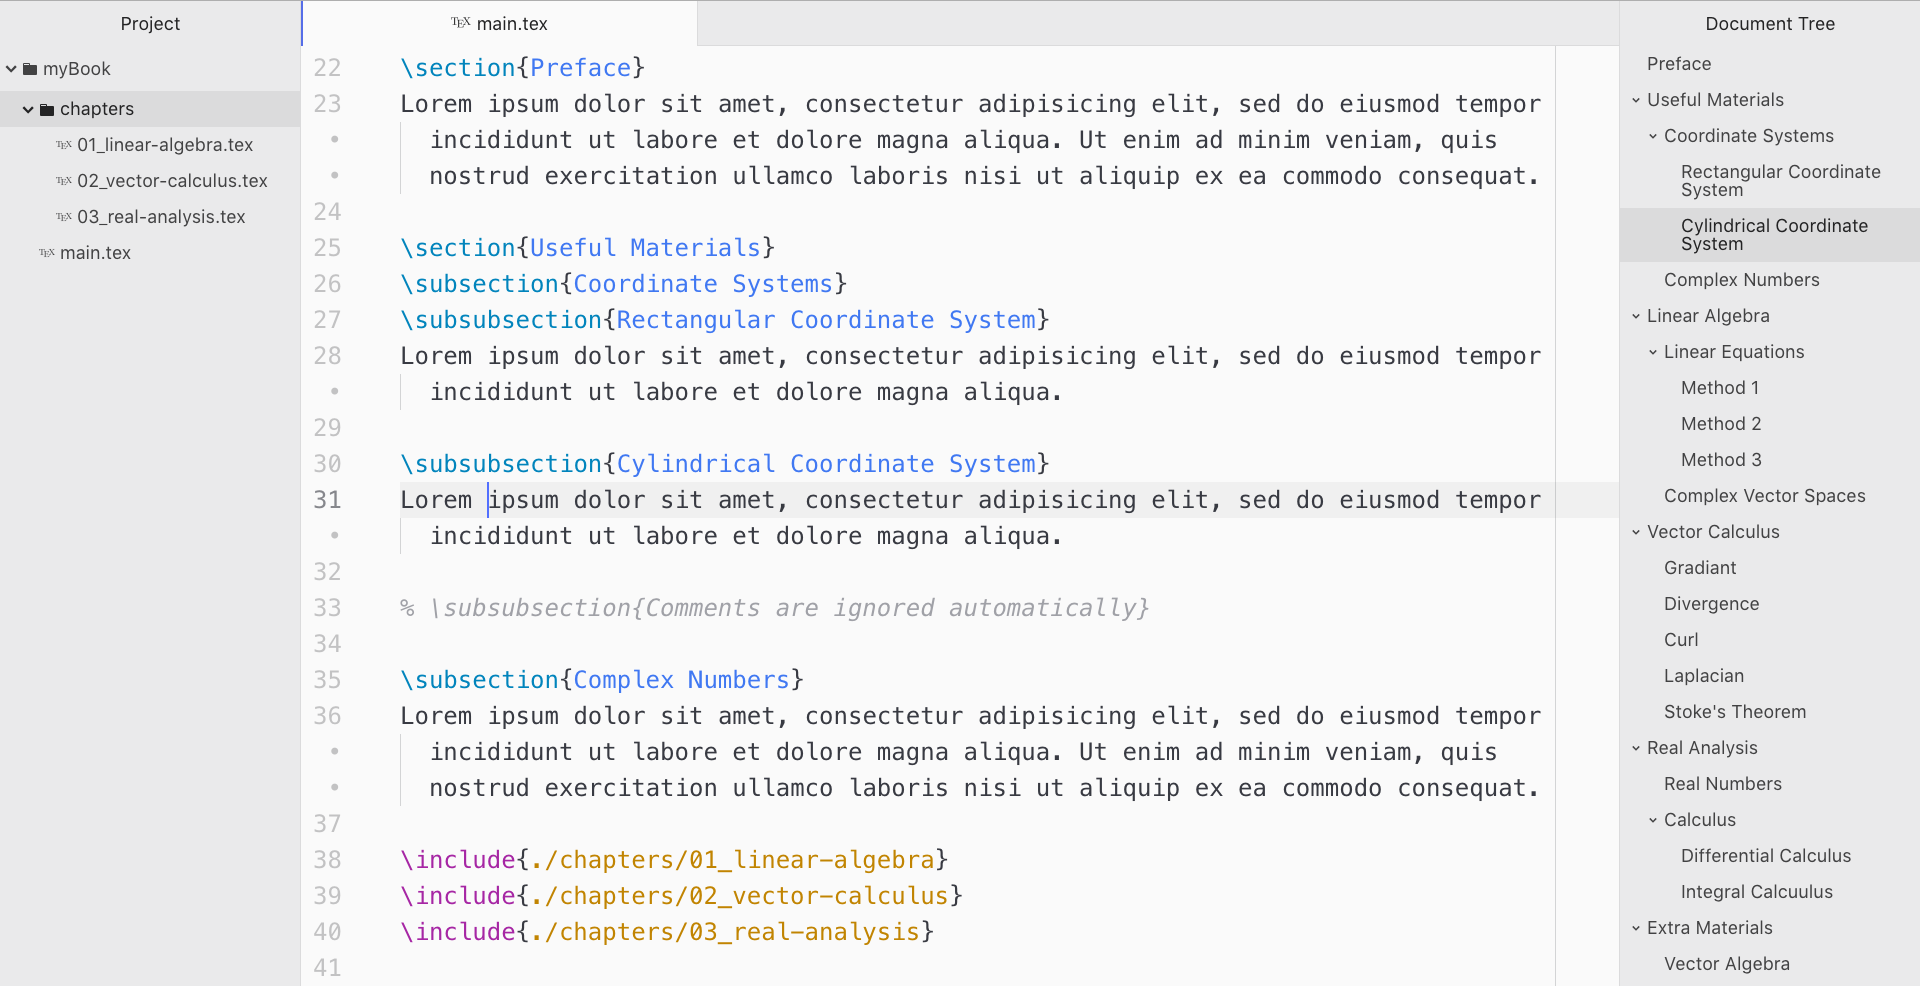 Project
myBook
chapters
TEX 01_linear-algebra.tex
TEX 02_vector-calculus.tex
TEX 03_real-analysis.tex
TEX main.tex
TEX main.tex
22 \section{Preface}
23 Lorem ipsum dolor sit amet, consectetur adipisicing elit, sed do eiusmod tempor
• incididunt ut labore et dolore magna aliqua. Ut enim ad minim veniam, quis
• nostrud exercitation ullamco laboris nisi ut aliquip ex ea commodo consequat.
24
25 \section{Useful Materials}
26 \subsection{Coordinate Systems}
27 \subsubsection{Rectangular Coordinate System}
28 Lorem ipsum dolor sit amet, consectetur adipisicing elit, sed do eiusmod tempor
• incididunt ut labore et dolore magna aliqua.
29
30 \subsubsection{Cylindrical Coordinate System}
31 Lorem ipsum dolor sit amet, consectetur adipisicing elit, sed do eiusmod tempor
• incididunt ut labore et dolore magna aliqua.
32
33 % \subsubsection{Comments are ignored automatically}
34
35 \subsection{Complex Numbers}
36 Lorem ipsum dolor sit amet, consectetur adipisicing elit, sed do eiusmod tempor
• incididunt ut labore et dolore magna aliqua. Ut enim ad minim veniam, quis
• nostrud exercitation ullamco laboris nisi ut aliquip ex ea commodo consequat.
37
38 \include{./chapters/01_linear-algebra}
39 \include{./chapters/02_vector-calculus}
40 \include{./chapters/03_real-analysis}
41
Document Tree
Preface
Useful Materials
Coordinate Systems
Rectangular Coordinate
System
Cylindrical Coordinate
System
Complex Numbers
Linear Algebra
Linear Equations
Method 1
Method 2
Method 3
Complex Vector Spaces
Vector Calculus
Gradiant
Divergence
Curl
Laplacian
Stoke's Theorem
Real Analysis
Real Numbers
Calculus
Differential Calculus
Integral Calcuulus
Extra Materials
Vector Algebra